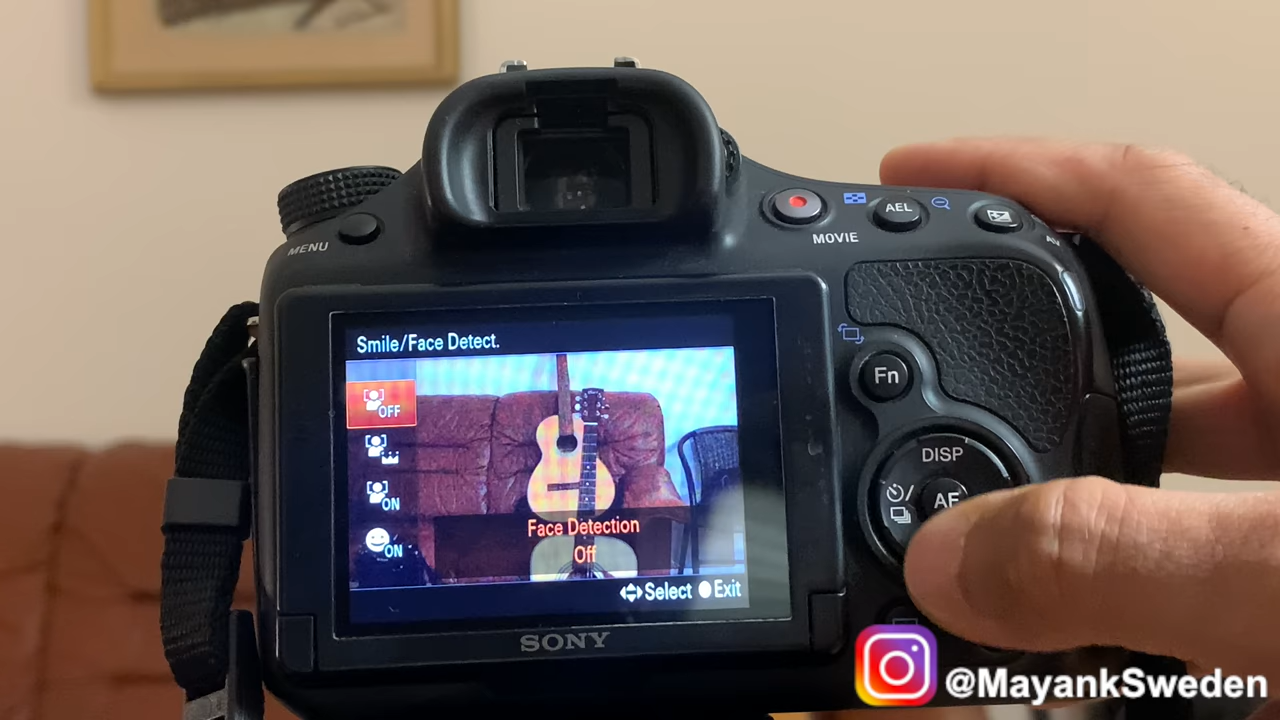 MENU
MOVIE
AEL
AV
Smile/Face Detect.
OFF
ON
ON
Face Detection
Off
Select Exit
Fn
DISP
AF
SONY
@MayankSweden